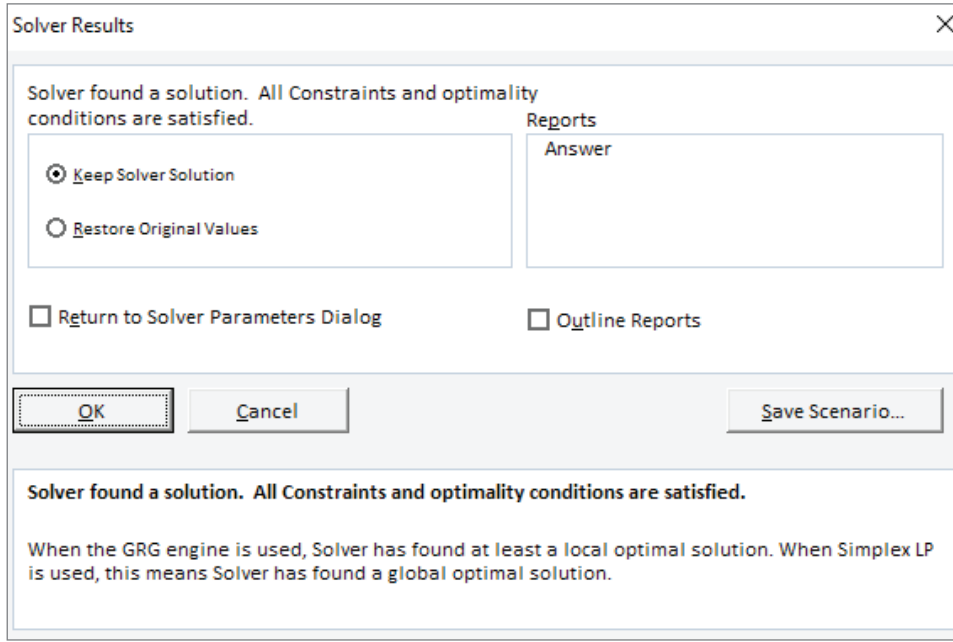 Solver Results
Solver found a solution.  All Constraints and optimality
conditions are satisfied.
Reports
Answer
Keep Solver Solution
Restore Original Values
Return to Solver Parameters Dialog
Outline Reports
OK
Cancel
Save Scenario...
Solver found a solution.  All Constraints and optimality conditions are satisfied.
When the GRG engine is used, Solver has found at least a local optimal solution. When Simplex LP
is used, this means Solver has found a global optimal solution.